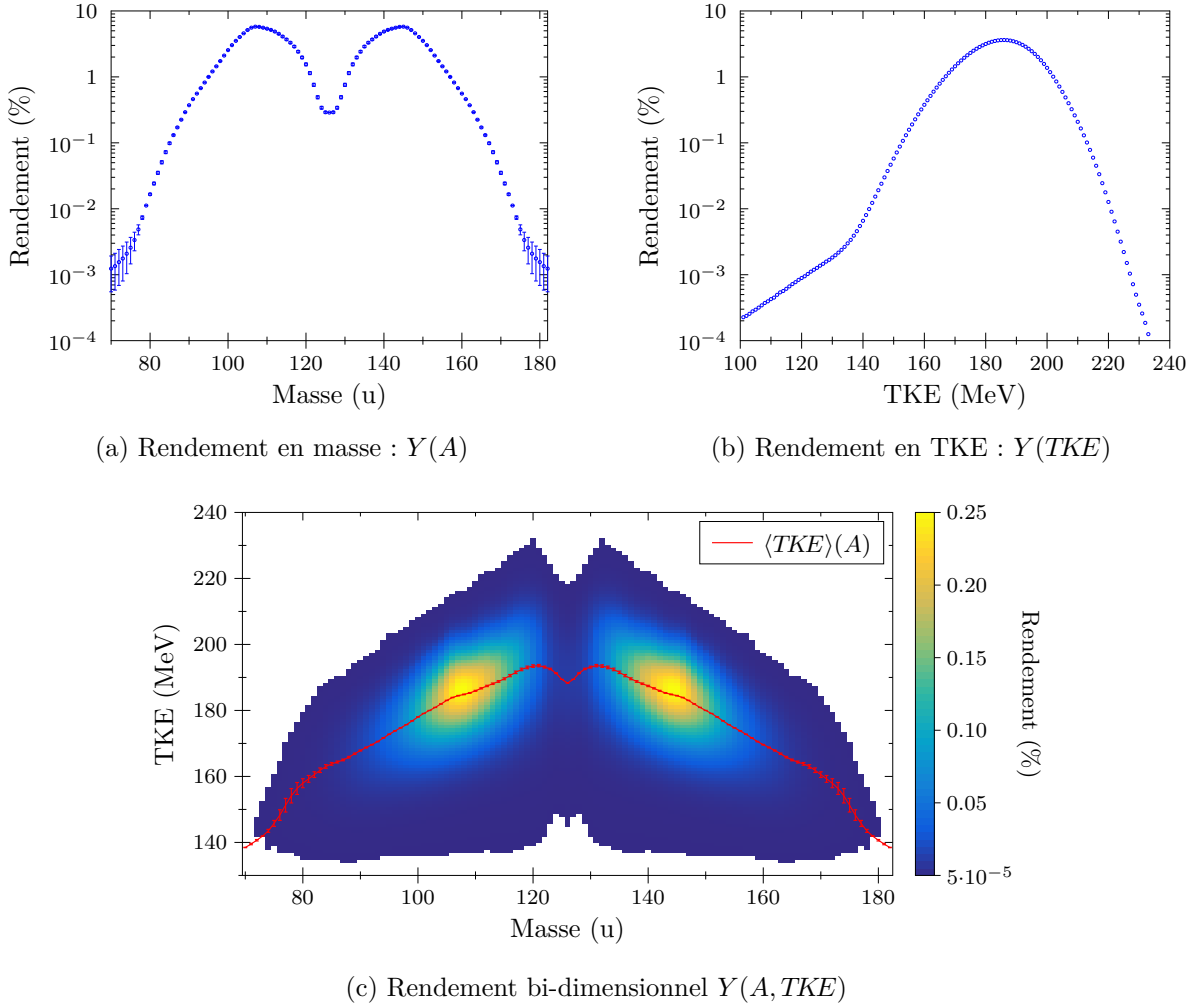 10
1
10⁻¹
10⁻²
10⁻³
10⁻⁴
Rendement (%)
80 100 120 140 160 180
Masse (u)
(a) Rendement en masse : Y(A)
10
1
10⁻¹
10⁻²
10⁻³
10⁻⁴
Rendement (%)
100 120 140 160 180 200 220 240
TKE (MeV)
(b) Rendement en TKE : Y(TKE)
240
220
200
180
160
140
TKE (MeV)
⟨TKE⟩(A)
80 100 120 140 160 180
Masse (u)
0.25
0.20
0.15
0.10
0.05
5·10⁻⁵
Rendement (%)
(c) Rendement bi-dimensionnel Y(A, TKE)